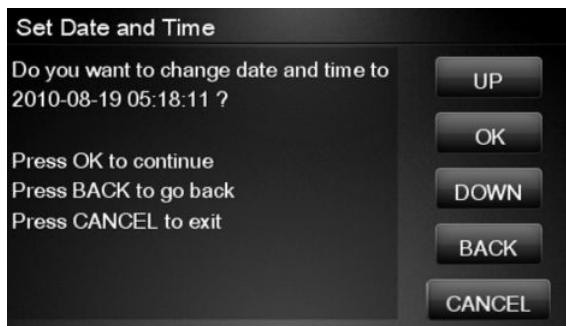 Set Date and Time
Do you want to change date and time to
2010-08-19 05:18:11 ?
Press OK to continue
Press BACK to go back
Press CANCEL to exit
UP
OK
DOWN
BACK
CANCEL